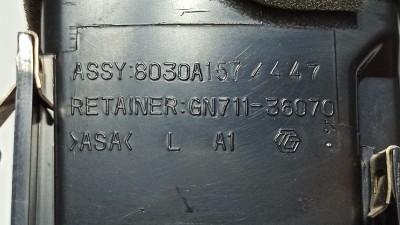 ASSY:8030A157/447
RETAINER:GN711-36070
>ASA< L A1